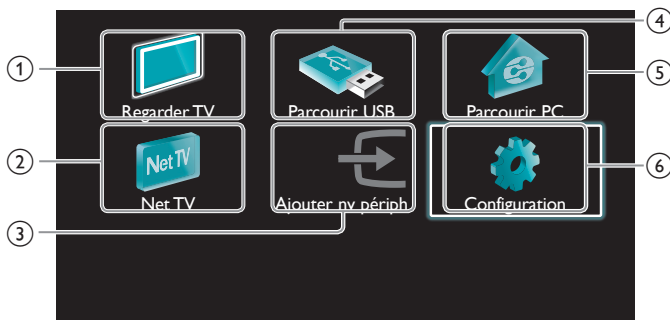 4
1
5
Regarder TV
Parcourir USB
Parcourir PC
2
Net TV
6
Net TV
Ajouter nv périph
Configuration
3